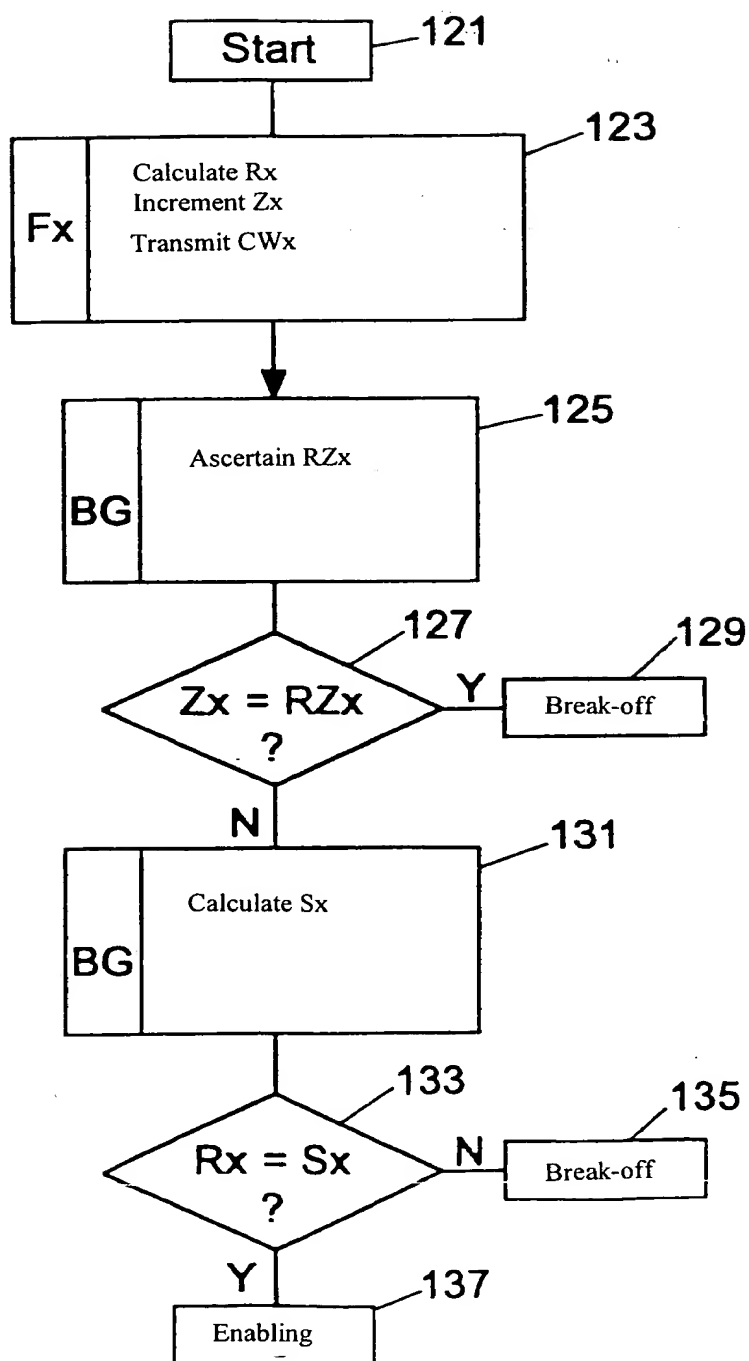 Start
121
123
Fx
Calculate Rx
Increment Zx
Transmit CWx
125
BG
Ascertain RZx
127
Zx = RZx
?
Y
129
Break-off
N
131
BG
Calculate Sx
133
Rx = Sx
?
N
135
Break-off
Y
137
Enabling